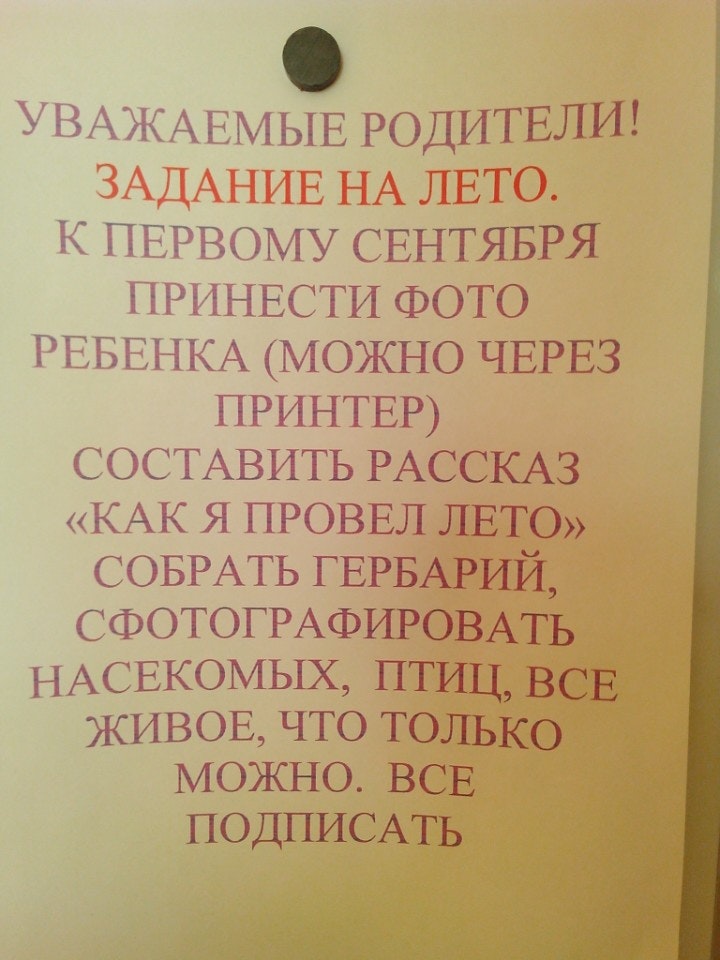 УВАЖАЕМЫЕ РОДИТЕЛИ!
ЗАДАНИЕ НА ЛЕТО.
К ПЕРВОМУ СЕНТЯБРЯ
ПРИНЕСТИ ФОТО
РЕБЕНКА (МОЖНО ЧЕРЕЗ
ПРИНТЕР)
СОСТАВИТЬ РАССКАЗ
«КАК Я ПРОВЕЛ ЛЕТО»
СОБРАТЬ ГЕРБАРИЙ,
СФОТОГРАФИРОВАТЬ
НАСЕКОМЫХ, ПТИЦ, ВСЕ
ЖИВОЕ, ЧТО ТОЛЬКО
МОЖНО. ВСЕ
ПОДПИСАТЬ